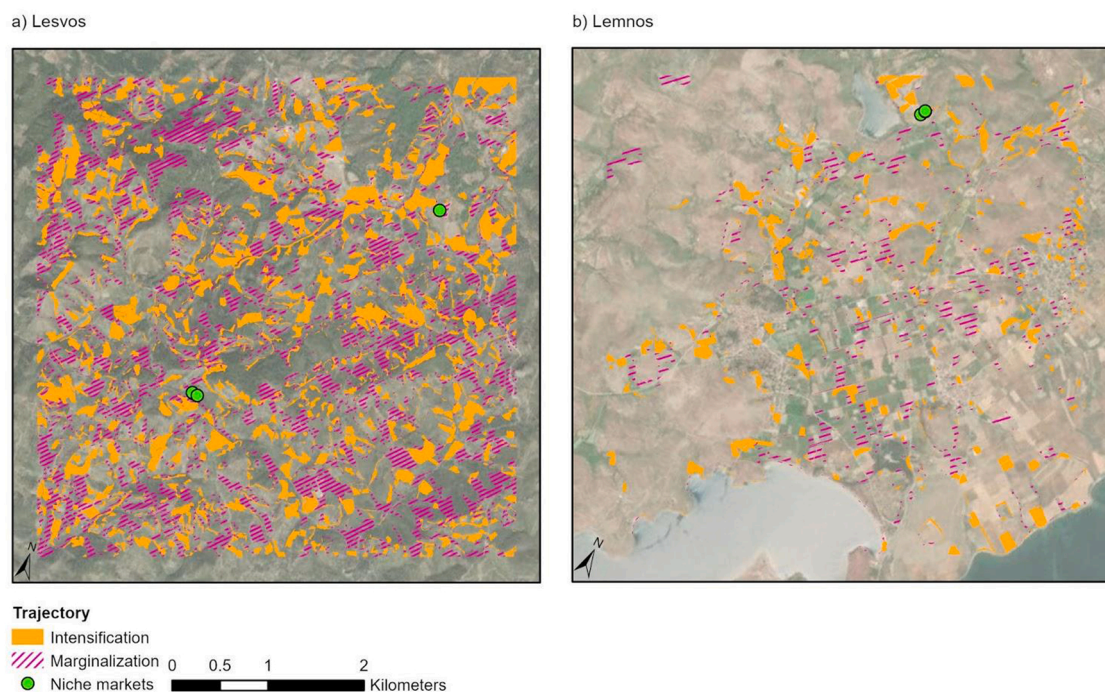 a) Lesvos
b) Lemnos
N
N
Trajectory
Intensification
Marginalization
Niche markets
0 0.5 1 2
Kilometers